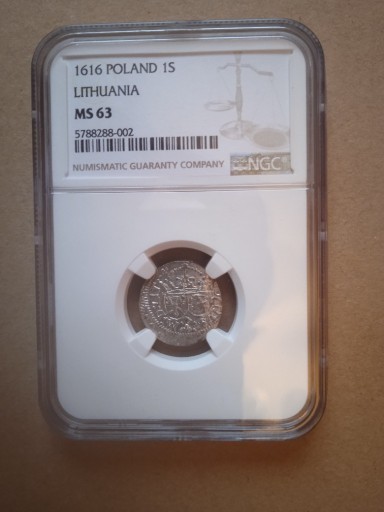 1616 POLAND 1S
LITHUANIA
MS 63
5788288-002
NUMISMATIC GUARANTY COMPANY
NGC